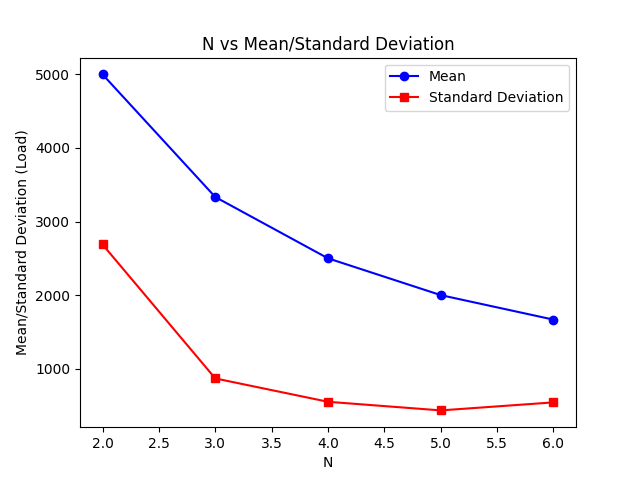 N vs Mean/Standard Deviation
Mean
Standard Deviation
Mean/Standard Deviation (Load)
5000
4000
3000
2000
1000
2.0 2.5 3.0 3.5 4.0 4.5 5.0 5.5 6.0
N